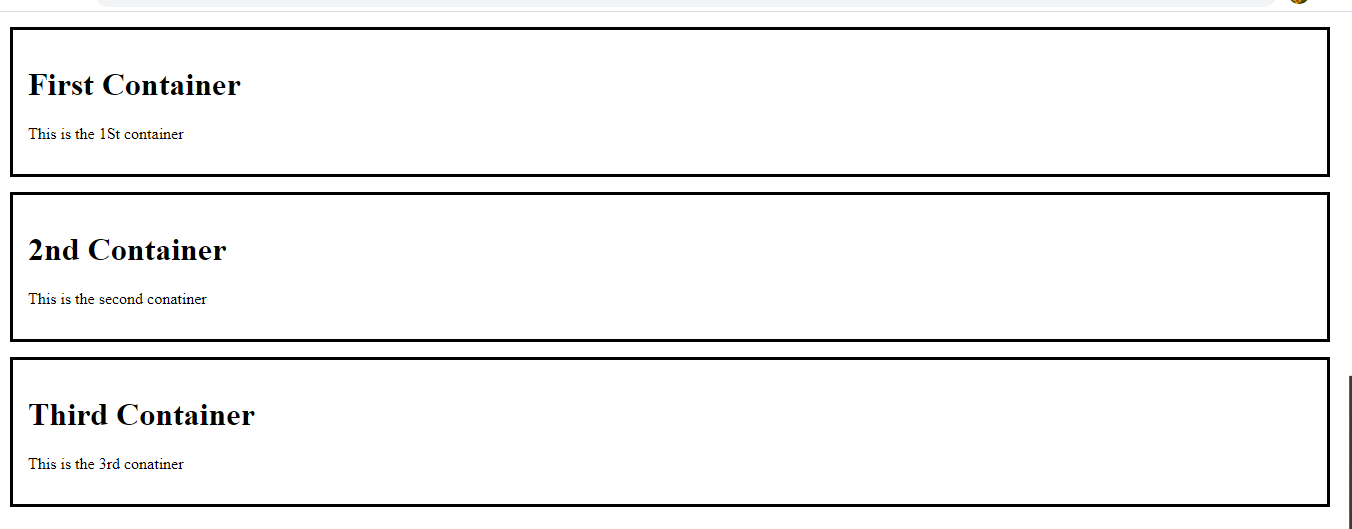 First Container
This is the 1St container
2nd Container
This is the second conatiner
Third Container
This is the 3rd conatiner